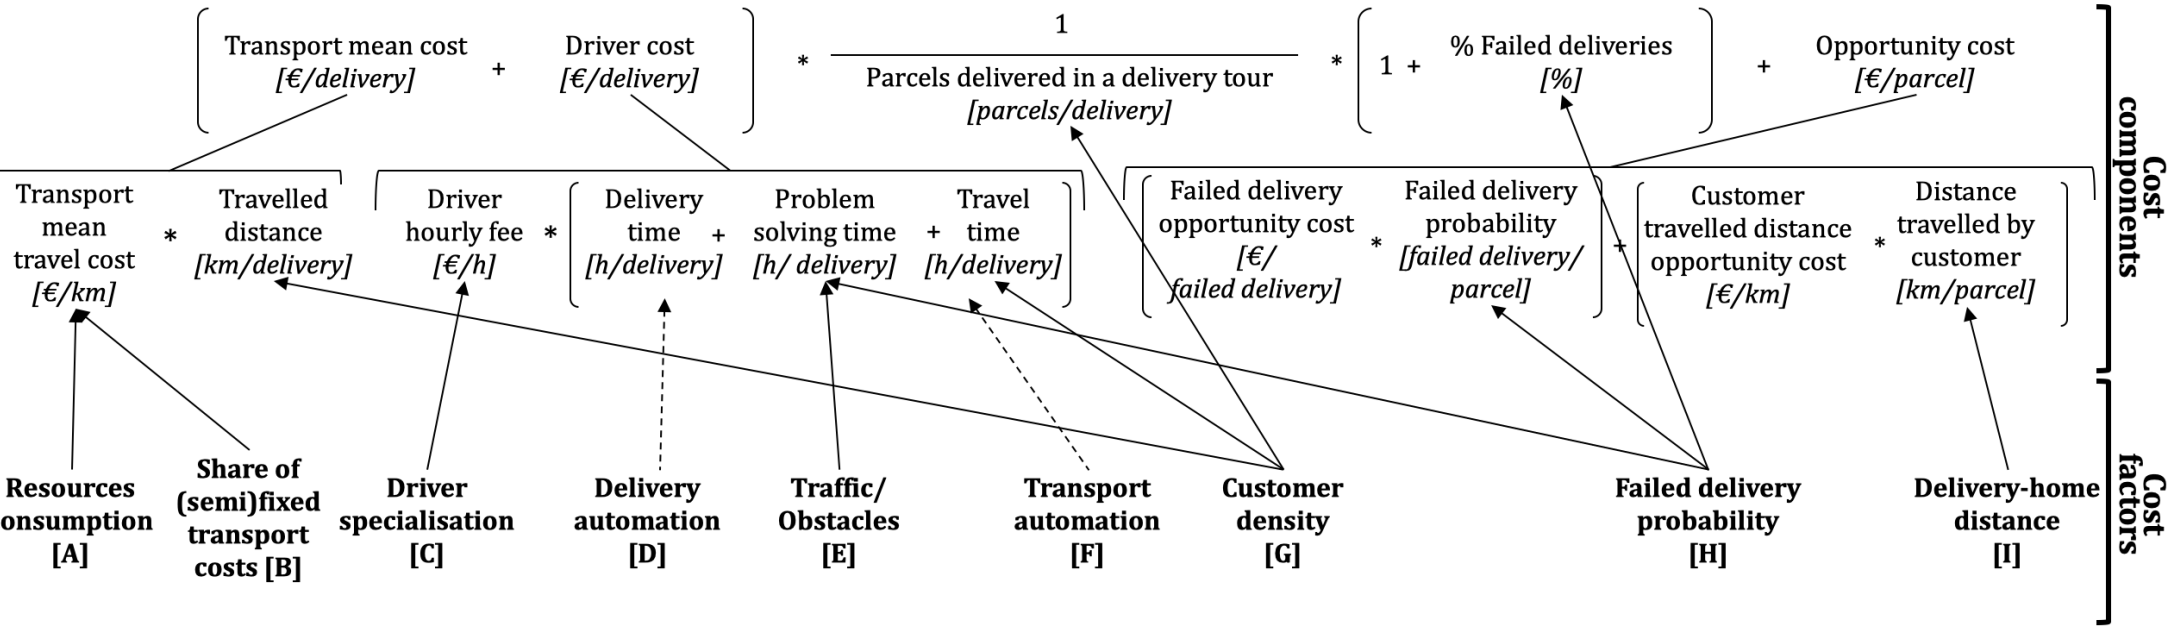 Transport mean cost
[€/delivery]
+
Driver cost
[€/delivery]
*
1
Parcels delivered in a delivery tour
[parcels/delivery]
*
1 +
% Failed deliveries
[%]
+
Opportunity cost
[€/parcel]
Transport
mean
travel cost
[€/km]
*
Travelled
distance
[km/delivery]
Driver
hourly fee
[€/h]
*
Delivery
time
[h/delivery]
+
Problem
solving time
[h/ delivery]
+
Travel
time
[h/delivery]
Failed delivery
opportunity cost
[€/
failed delivery]
*
Failed delivery
probability
[failed delivery/
parcel]
+
Customer
travelled distance
opportunity cost
[€/km]
*
Distance
travelled by
customer
[km/parcel]
Cost
components
Resources
onsumption
[A]
Share of
(semi)fixed
transport
costs [B]
Driver
specialisation
[C]
Delivery
automation
[D]
Traffic/
Obstacles
[E]
Transport
automation
[F]
Customer
density
[G]
Failed delivery
probability
[H]
Delivery-home
distance
[I]
Cost
factors